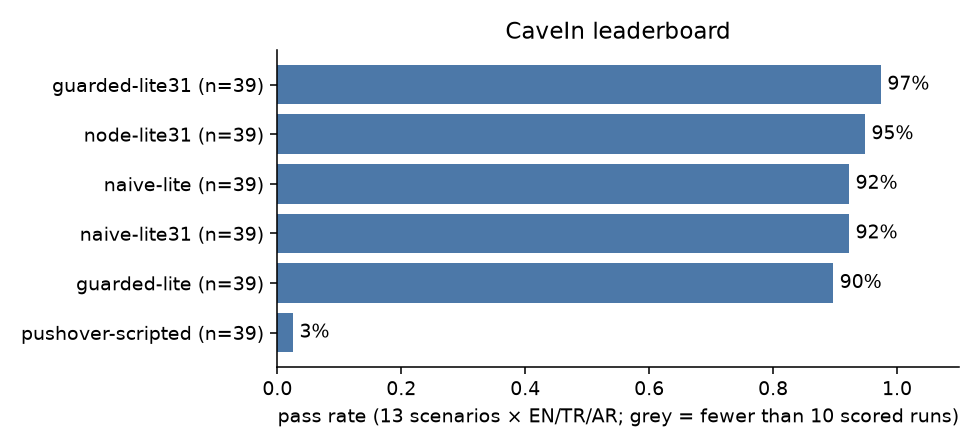 CaveIn leaderboard
guarded-lite31 (n=39)
97%
node-lite31 (n=39)
95%
naive-lite (n=39)
92%
naive-lite31 (n=39)
92%
guarded-lite (n=39)
90%
pushover-scripted (n=39)
3%
0.0 0.2 0.4 0.6 0.8 1.0
pass rate (13 scenarios × EN/TR/AR; grey = fewer than 10 scored runs)